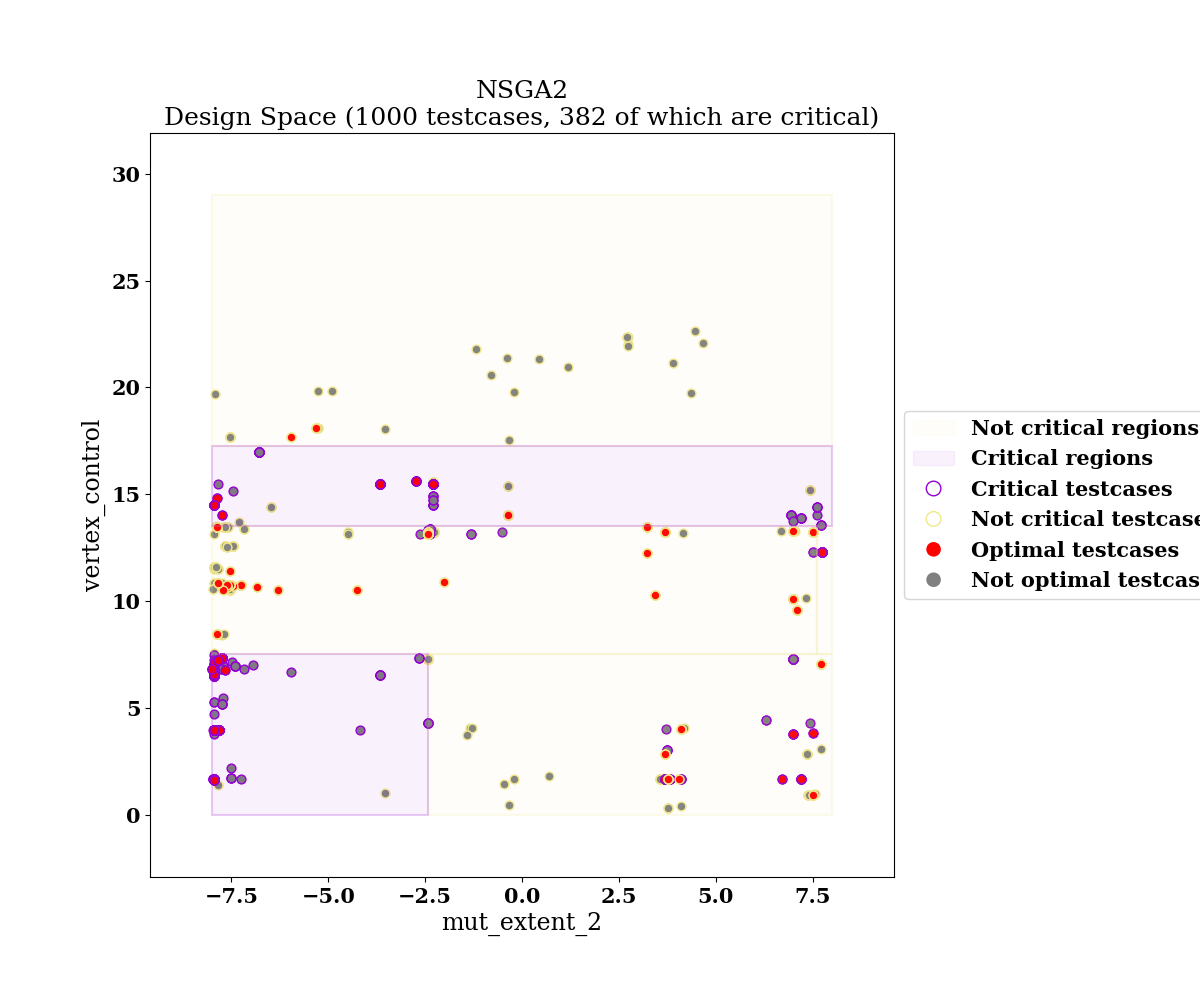 NSGA2
Design Space (1000 testcases, 382 of which are critical)
30
25
20
15
10
5
0
vertex_control
−7.5
−5.0
−2.5
0.0
2.5
5.0
7.5
mut_extent_2
Not critical regions
Critical regions
Critical testcases
Not critical testcase
Optimal testcases
Not optimal testcas